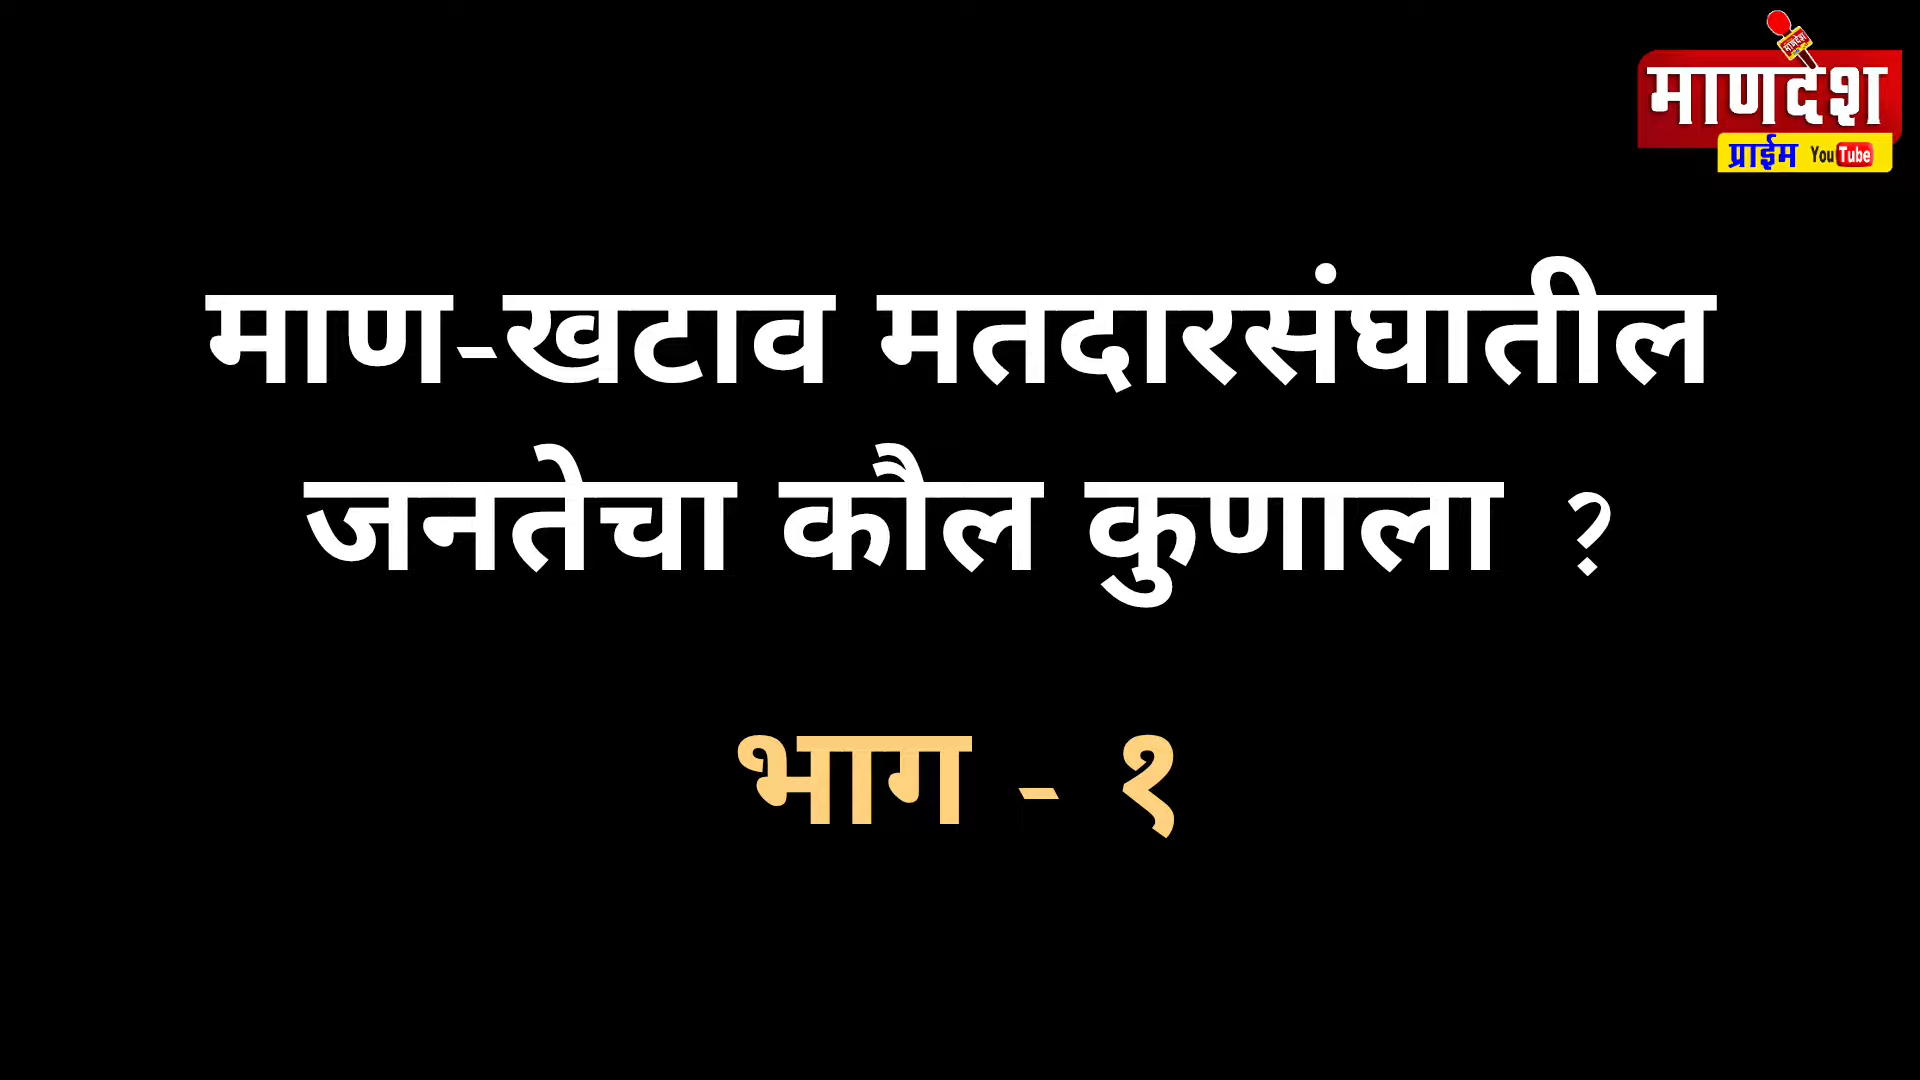 माणदेश
प्राईम YouTube
माण-खटाव मतदारसंघातील
जनतेचा कौल कुणाला ?
भाग - १